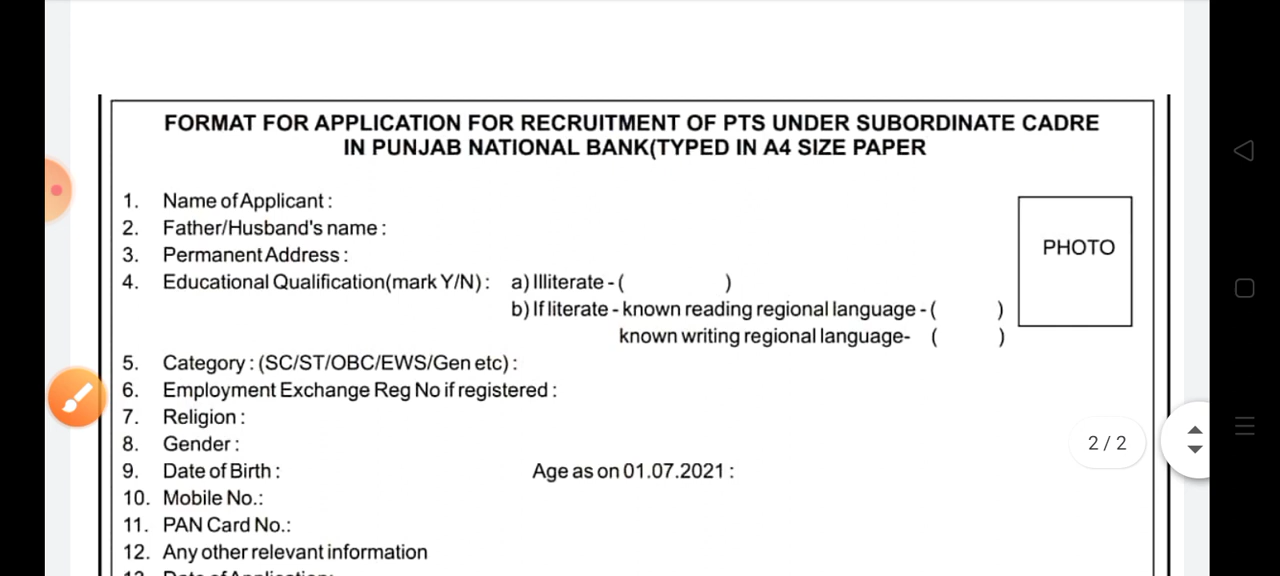 FORMAT FOR APPLICATION FOR RECRUITMENT OF PTS UNDER SUBORDINATE CADRE
IN PUNJAB NATIONAL BANK(TYPED IN A4 SIZE PAPER
1. Name of Applicant :
2. Father/Husband's name :
3. Permanent Address :
PHOTO
4. Educational Qualification(mark Y/N) : a) Illiterate - ( )
b) If literate - known reading regional language - ( )
known writing regional language- ( )
5. Category : (SC/ST/OBC/EWS/Gen etc) :
6. Employment Exchange Reg No if registered :
7. Religion :
8. Gender :
2 / 2
9. Date of Birth : Age as on 01.07.2021 :
10. Mobile No.:
11. PAN Card No.:
12. Any other relevant information
13. Date of Application: